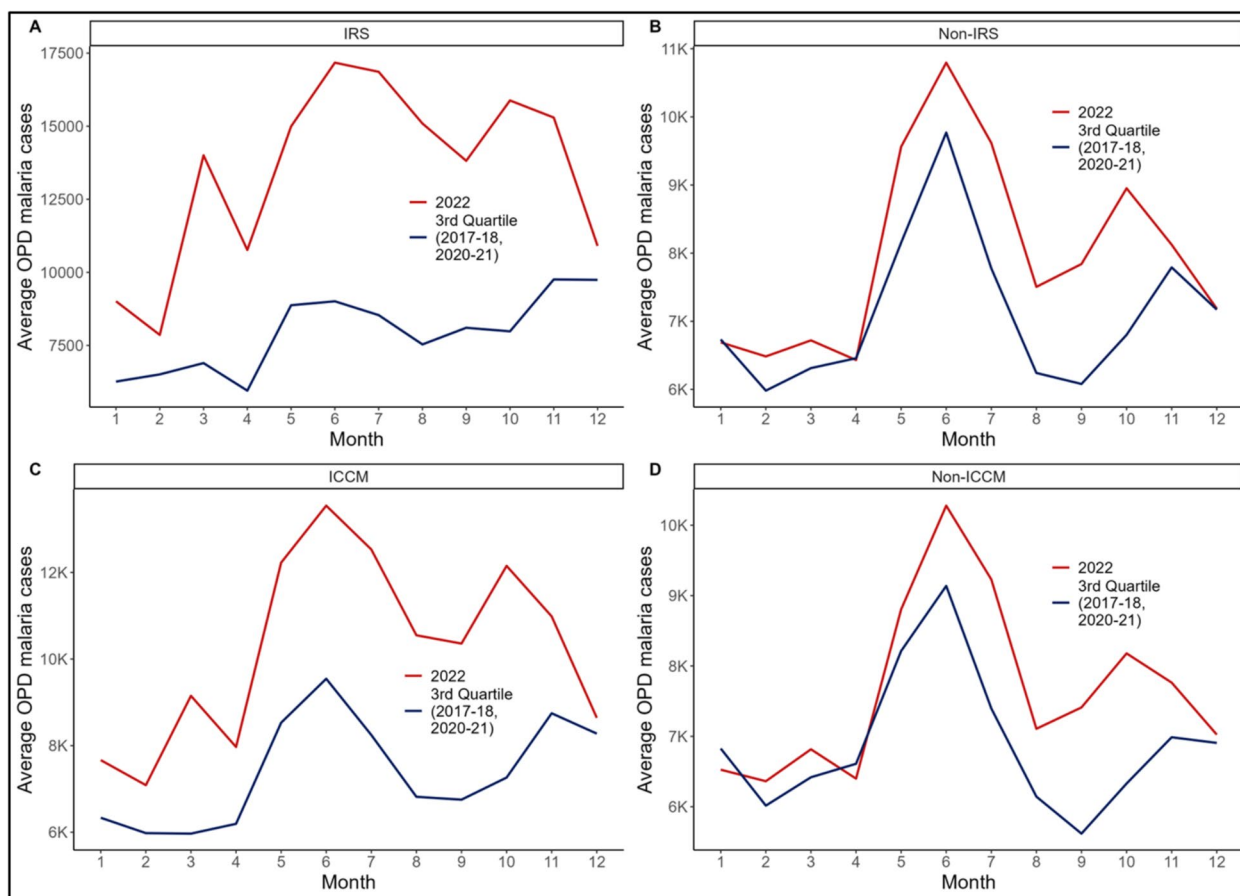 A
IRS
Average OPD malaria cases
17500
15000
12500
10000
7500
2022
3rd Quartile
(2017-18,
2020-21)
1 2 3 4 5 6 7 8 9 10 11 12
Month
B
Non-IRS
Average OPD malaria cases
11K
10K
9K
8K
7K
6K
2022
3rd Quartile
(2017-18,
2020-21)
1 2 3 4 5 6 7 8 9 10 11 12
Month
C
ICCM
Average OPD malaria cases
12K
10K
8K
6K
2022
3rd Quartile
(2017-18,
2020-21)
1 2 3 4 5 6 7 8 9 10 11 12
Month
D
Non-ICCM
Average OPD malaria cases
10K
9K
8K
7K
6K
2022
3rd Quartile
(2017-18,
2020-21)
1 2 3 4 5 6 7 8 9 10 11 12
Month